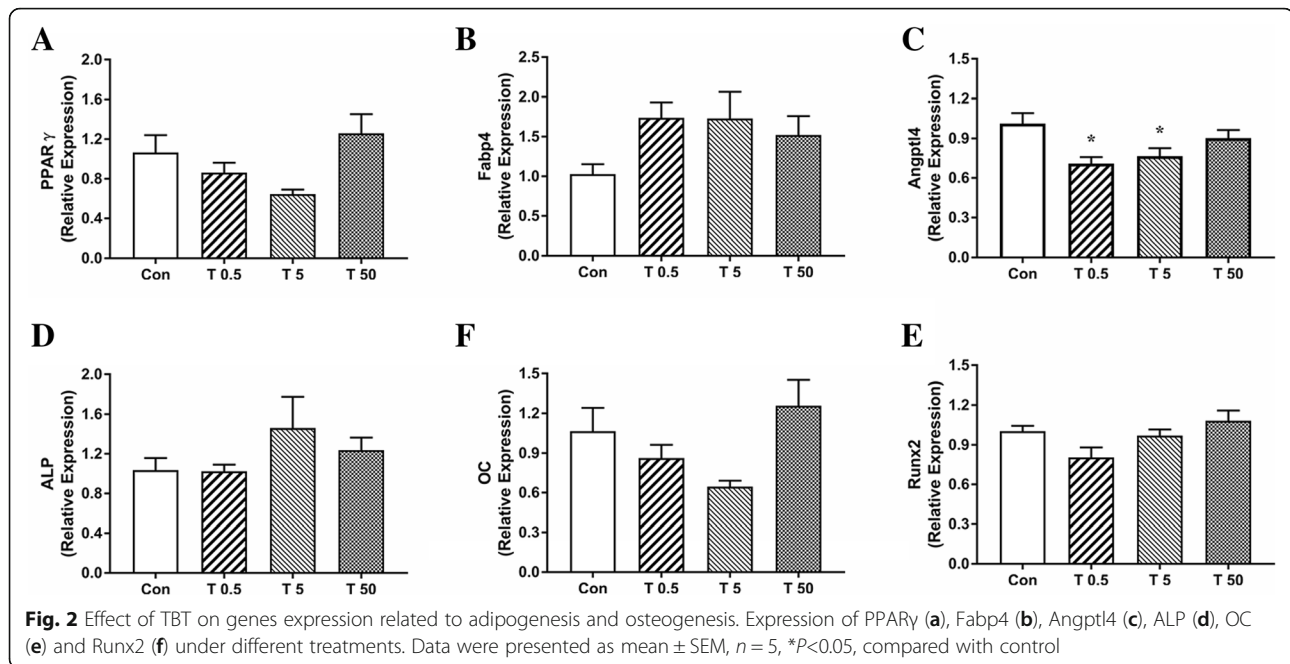 A
PPAR γ
(Relative Expression)
2.0
1.6
1.2
0.8
0.4
0.0
Con T 0.5 T 5 T 50
B
Fabp4
(Relative Expression)
2.5
2.0
1.5
1.0
0.5
0.0
Con T 0.5 T 5 T 50
C
Angptl4
(Relative Expression)
1.5
1.2
0.9
0.6
0.3
0.0
* *
Con T 0.5 T 5 T 50
D
ALP
(Relative Expression)
2.0
1.6
1.2
0.8
0.4
0.0
Con T 0.5 T 5 T 50
F
OC
(Relative Expression)
1.5
1.2
0.9
0.6
0.3
0.0
Con T 0.5 T 5 T 50
E
Runx2
(Relative Expression)
1.5
1.2
0.9
0.6
0.3
0.0
Con T 0.5 T 5 T 50
Fig. 2 Effect of TBT on genes expression related to adipogenesis and osteogenesis. Expression of PPARγ (a), Fabp4 (b), Angptl4 (c), ALP (d), OC
(e) and Runx2 (f) under different treatments. Data were presented as mean ± SEM, n = 5, *P<0.05, compared with control